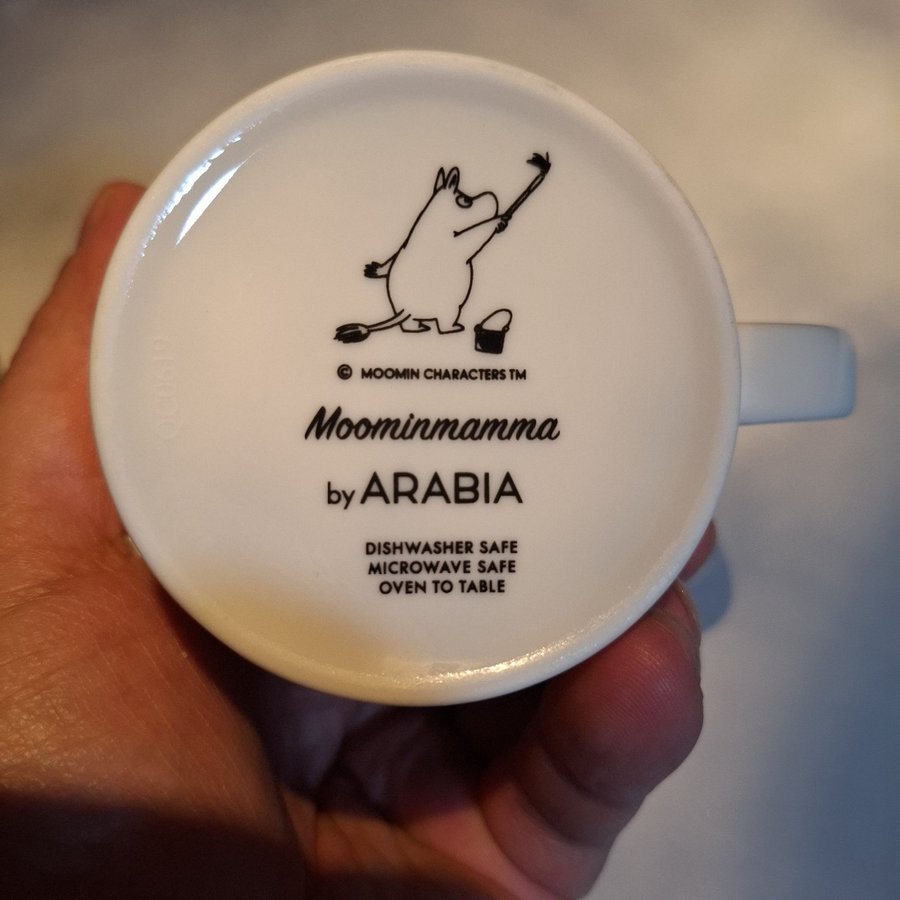 © MOOMIN CHARACTERS TM
Moominmamma
by ARABIA
DISHWASHER SAFE
MICROWAVE SAFE
OVEN TO TABLE